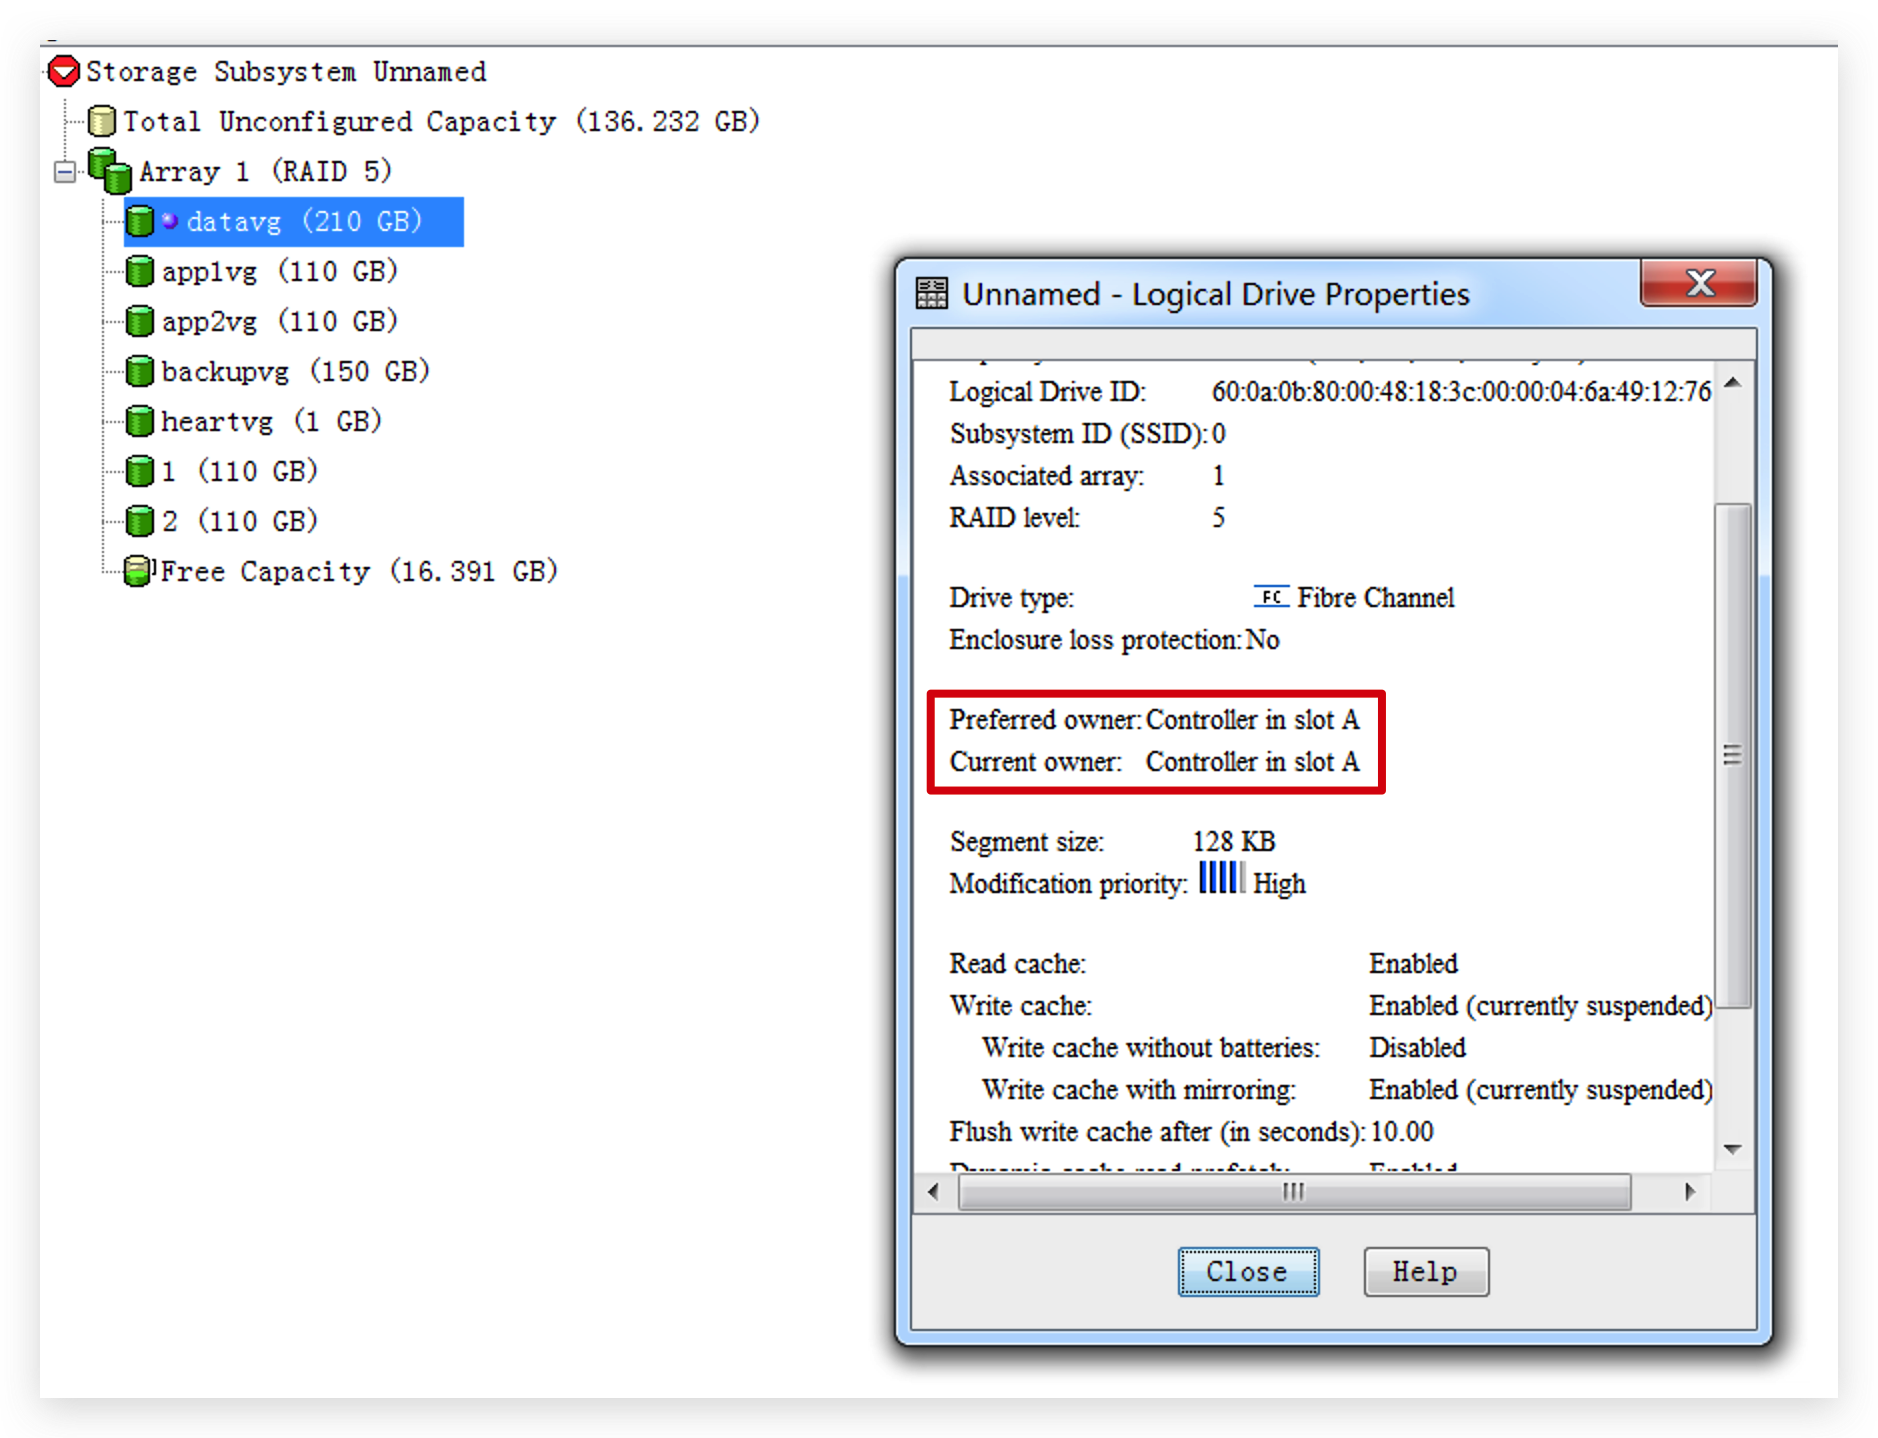 Storage Subsystem Unnamed
Total Unconfigured Capacity (136.232 GB)
Array 1 (RAID 5)
datavg (210 GB)
app1vg (110 GB)
app2vg (110 GB)
backupvg (150 GB)
heartvg (1 GB)
1 (110 GB)
2 (110 GB)
Free Capacity (16.391 GB)
Unnamed - Logical Drive Properties
Logical Drive ID: 60:0a:0b:80:00:48:18:3c:00:00:04:6a:49:12:76
Subsystem ID (SSID): 0
Associated array: 1
RAID level: 5
Drive type: FC Fibre Channel
Enclosure loss protection: No
Preferred owner: Controller in slot A
Current owner: Controller in slot A
Segment size: 128 KB
Modification priority: High
Read cache: Enabled
Write cache: Enabled (currently suspended)
Write cache without batteries: Disabled
Write cache with mirroring: Enabled (currently suspended)
Flush write cache after (in seconds): 10.00
Dynamic cache read prefetch: Enabled
Close Help